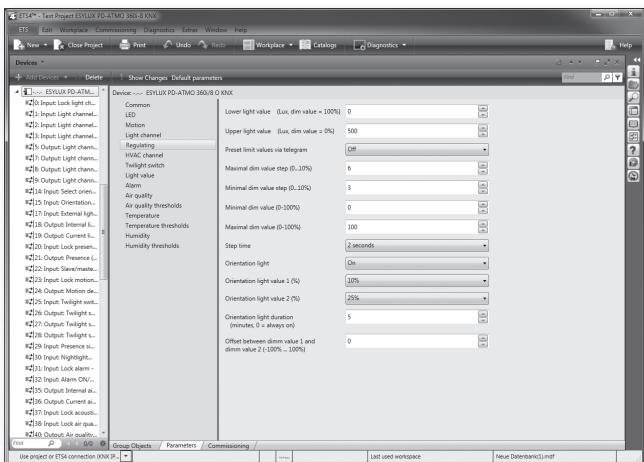 ETS4™ - Test Project ESYLUX PD-ATMO 360i-8 KNX
ETS Edit Workplace Commissioning Diagnostics Extras Window Help
New Close Project Print Undo Redo Workplace Catalogs Diagnostics Help
Devices
Add Devices Delete Show Changes Default parameters Find
-.-.- ESYLUX PD-ATM...
0: Input: Lock light ch...
1: Input: Light channel...
2: Input: Light channel...
3: Input: Light channel...
5: Output: Light chann...
7: Output: Light chann...
8: Output: Light chann...
9: Output: Light chann...
14: Input: Select orien...
15: Input: Orientation...
17: Input: External ligh...
18: Output: Internal li...
19: Output: Current li...
20: Input: Lock presen...
21: Output: Presence (...
22: Input: Slave/maste...
23: Input: Lock motion...
24: Output: Motion de...
25: Input: Twilight swit...
26: Output: Twilight s...
27: Output: Twilight s...
28: Output: Twilight s...
29: Input: Presence si...
30: Input: Nightlight...
31: Input: Lock alarm -
32: Input: Alarm ON/...
35: Output: Internal ai...
36: Output: Current ai...
37: Input: Lock acousti...
38: Input: Lock air qua...
40: Output: Air quality...
Find 0/0
Device: -.-.- ESYLUX PD-ATMO 360i/8 O KNX
Common
LED
Motion
Light channel
Regulating
HVAC channel
Twilight switch
Light value
Alarm
Air quality
Air quality thresholds
Temperature
Temperature thresholds
Humidity
Humidity thresholds
Lower light value (Lux, dim value = 100%) 0
Upper light value (Lux, dim value = 0%) 500
Preset limit values via telegram Off
Maximal dim value step (0...10%) 6
Minimal dim value step (0...10%) 3
Minimal dim value (0-100%) 0
Maximal dim value (0-100%) 100
Step time 2 seconds
Orientation light On
Orientation light value 1 (%) 10%
Orientation light value 2 (%) 25%
Orientation light duration 5
(minutes, 0 = always on)
Offset between dimm value 1 and 0
dimm value 2 (-100% ... 100%)
Group Objects Parameters Commissioning
Use project or ETS4 connection (KNX IP... -.-.- Last used workspace Neue Datenbank(1).mdf